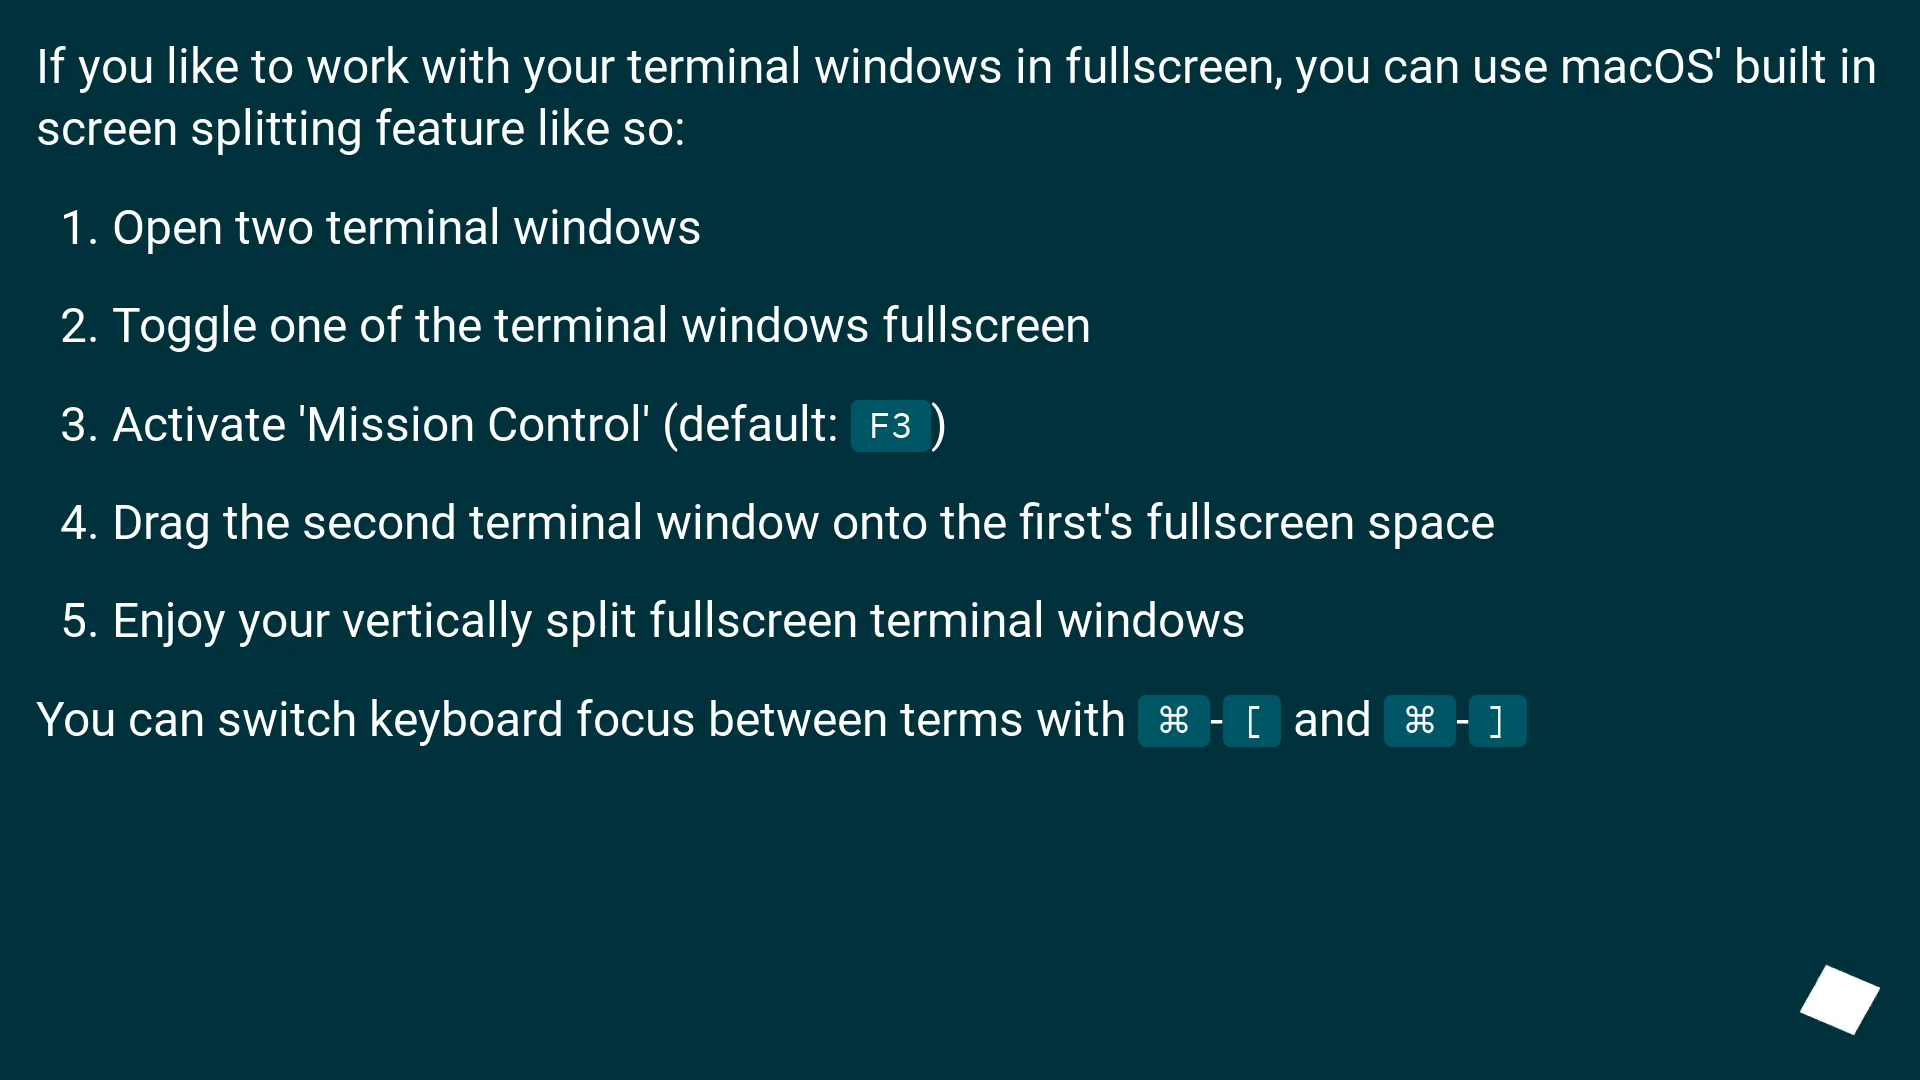 If you like to work with your terminal windows in fullscreen, you can use macOS' built in
screen splitting feature like so:
1. Open two terminal windows
2. Toggle one of the terminal windows fullscreen
3. Activate 'Mission Control' (default: F3)
4. Drag the second terminal window onto the first's fullscreen space
5. Enjoy your vertically split fullscreen terminal windows
You can switch keyboard focus between terms with ⌘-[ and ⌘-]